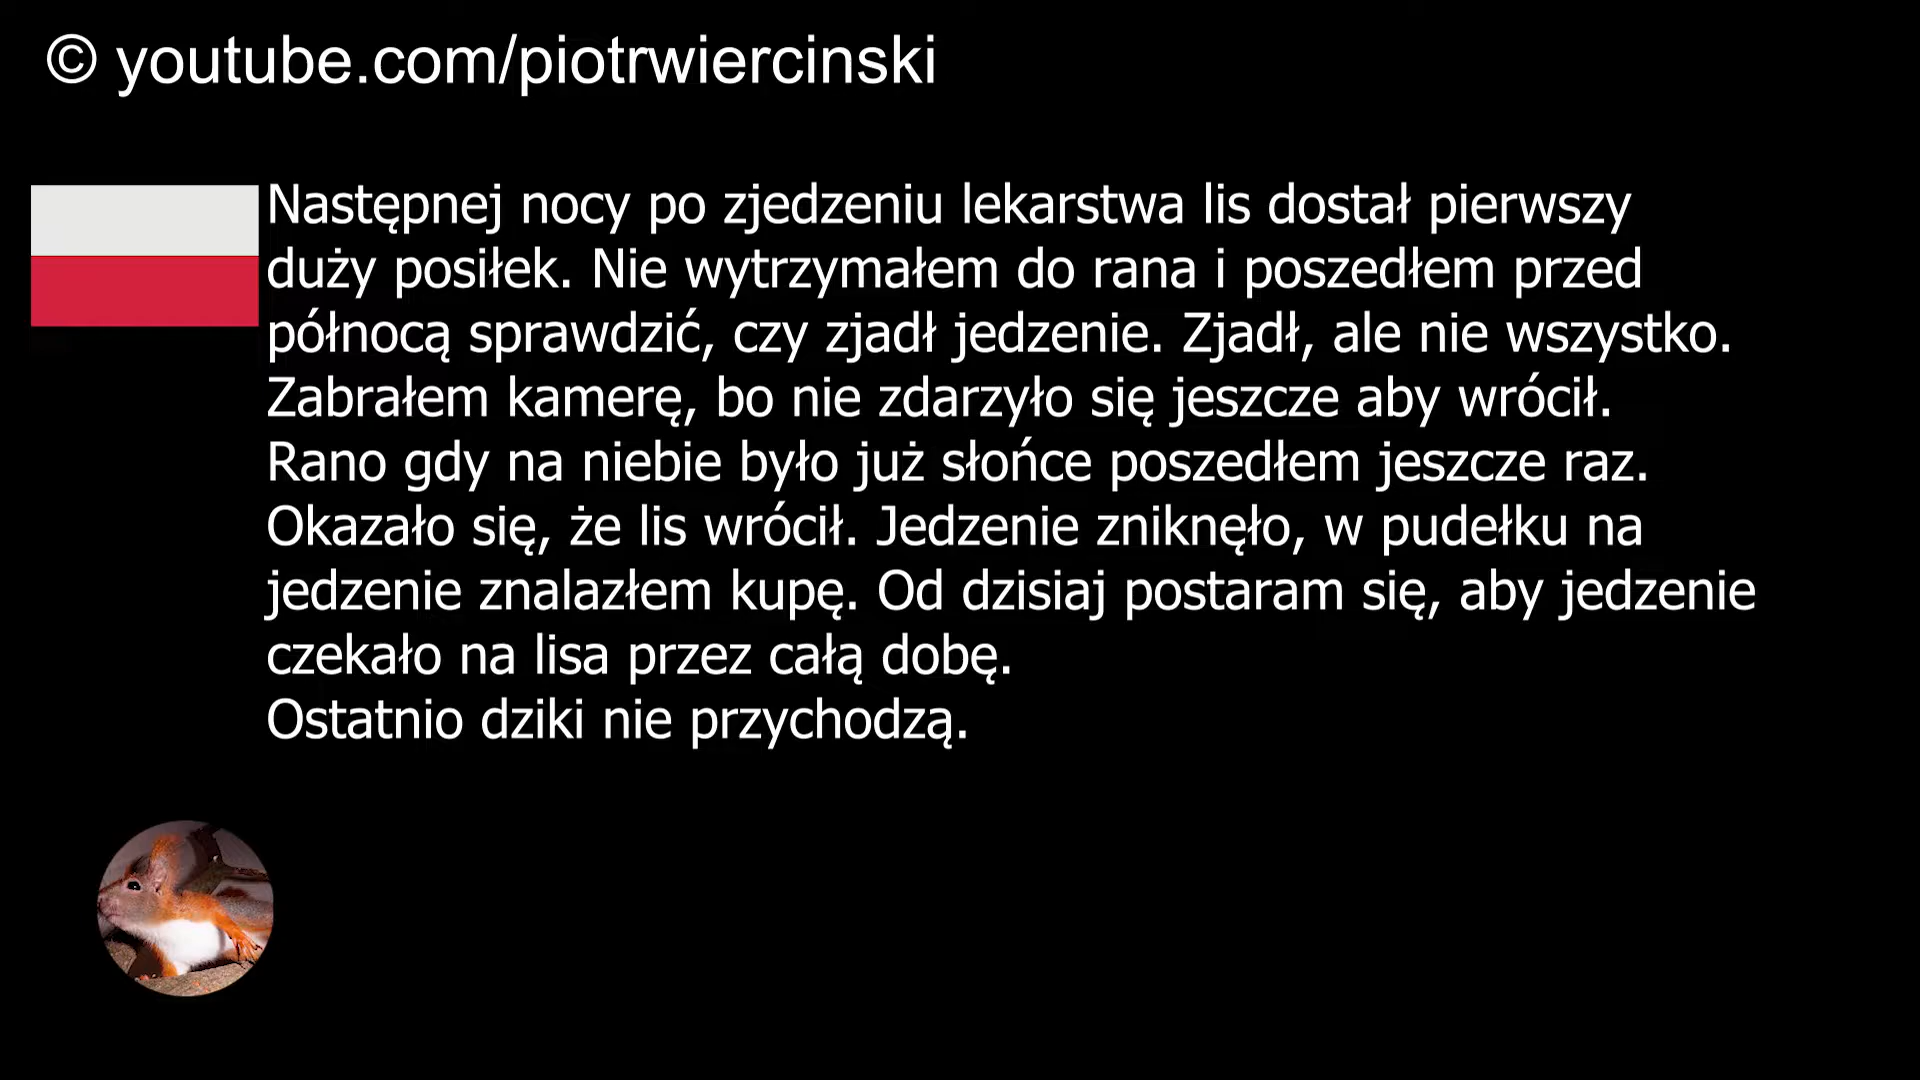 © youtube.com/piotrwiercinski
Następnej nocy po zjedzeniu lekarstwa lis dostał pierwszy
duży posiłek. Nie wytrzymałem do rana i poszedłem przed
północą sprawdzić, czy zjadł jedzenie. Zjadł, ale nie wszystko.
Zabrałem kamerę, bo nie zdarzyło się jeszcze aby wrócił.
Rano gdy na niebie było już słońce poszedłem jeszcze raz.
Okazało się, że lis wrócił. Jedzenie zniknęło, w pudełku na
jedzenie znalazłem kupę. Od dzisiaj postaram się, aby jedzenie
czekało na lisa przez całą dobę.
Ostatnio dziki nie przychodzą.